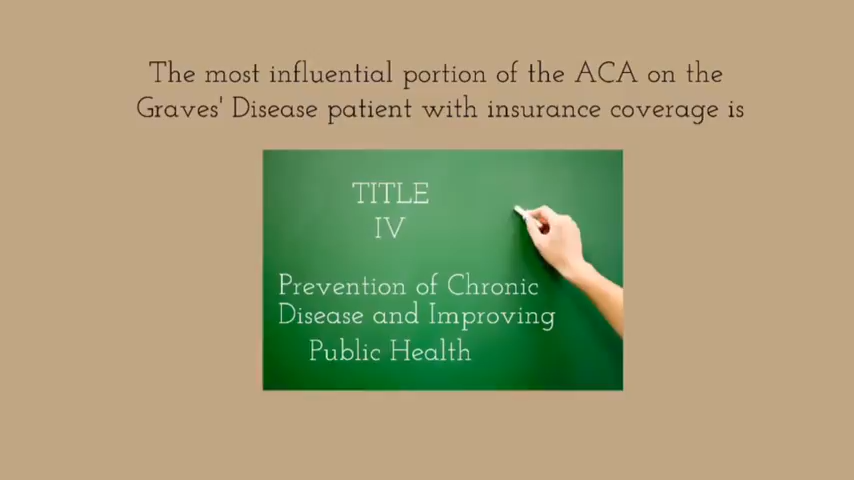 The most influential portion of the ACA on the
Graves' Disease patient with insurance coverage is
TITLE
IV
Prevention of Chronic
Disease and Improving
Public Health